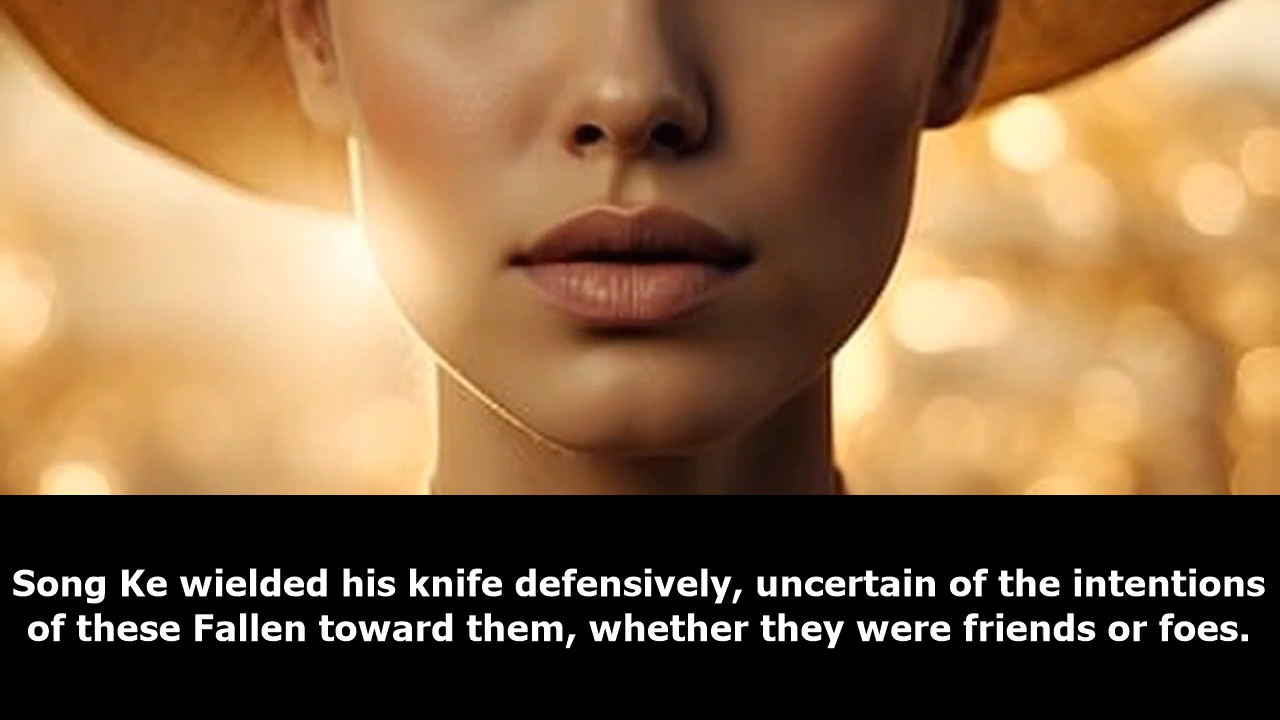 Song Ke wielded his knife defensively, uncertain of the intentions
of these Fallen toward them, whether they were friends or foes.